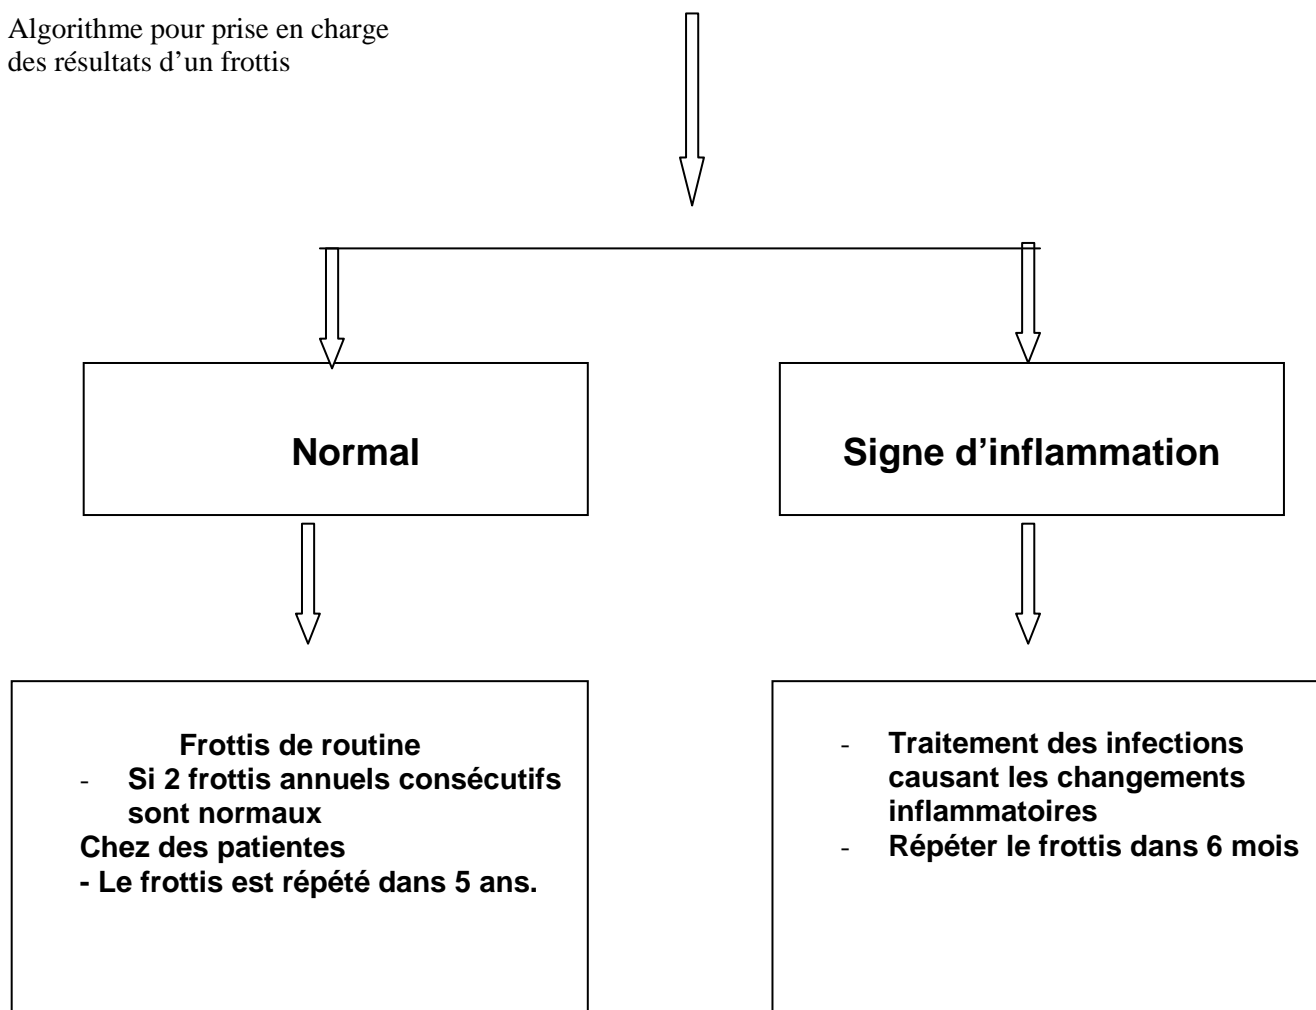 Algorithme pour prise en charge
des résultats d’un frottis
Normal
Signe d’inflammation
Frottis de routine
- Si 2 frottis annuels consécutifs
sont normaux
Chez des patientes
- Le frottis est répété dans 5 ans.
- Traitement des infections
causant les changements
inflammatoires
- Répéter le frottis dans 6 mois